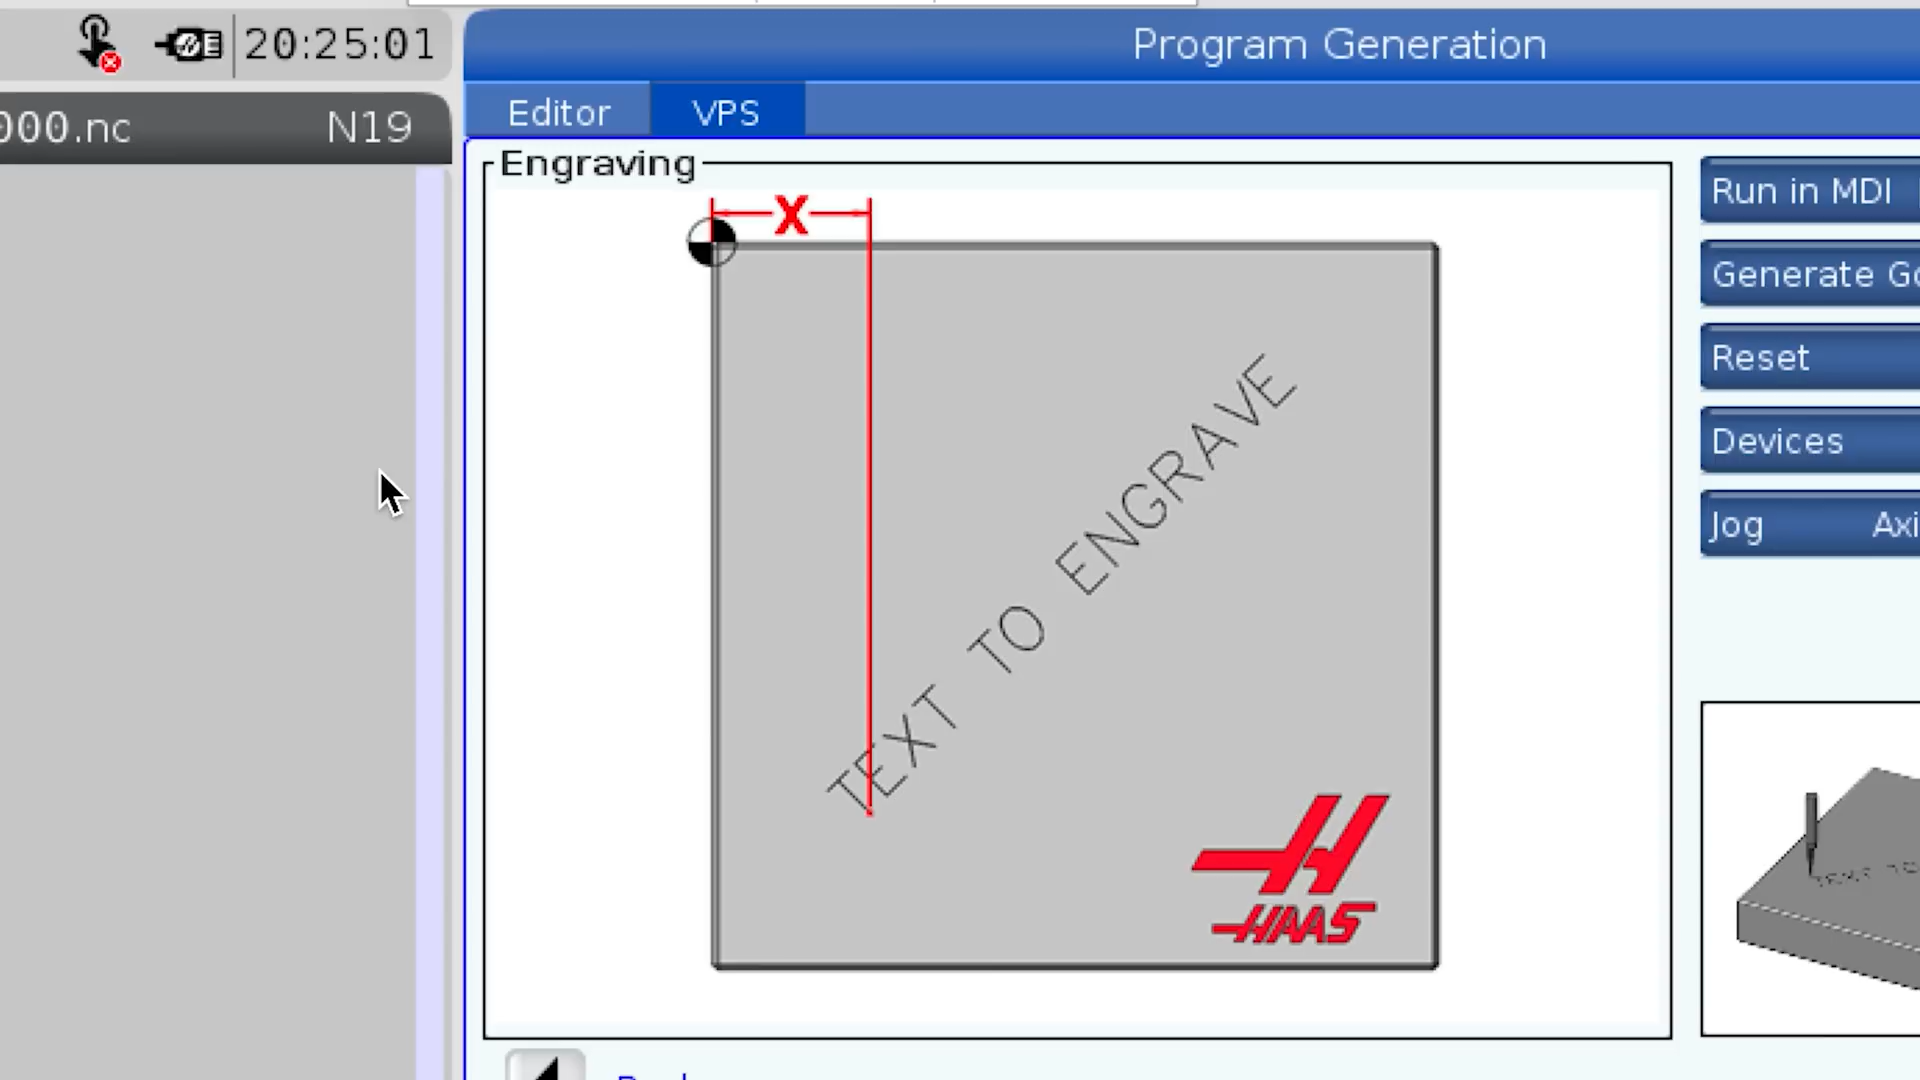 20:25:01
Program Generation
000.nc
N19
Editor
VPS
Engraving
X
Run in MDI
Generate
Reset
Devices
Jog
TEXT TO ENGRAVE
HAAS